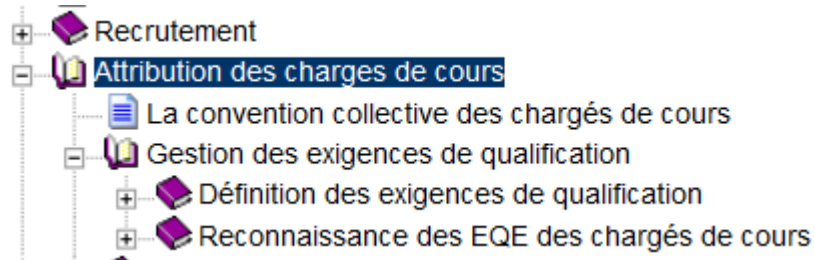 Recrutement
Attribution des charges de cours
La convention collective des chargés de cours
Gestion des exigences de qualification
Définition des exigences de qualification
Reconnaissance des EQE des chargés de cours